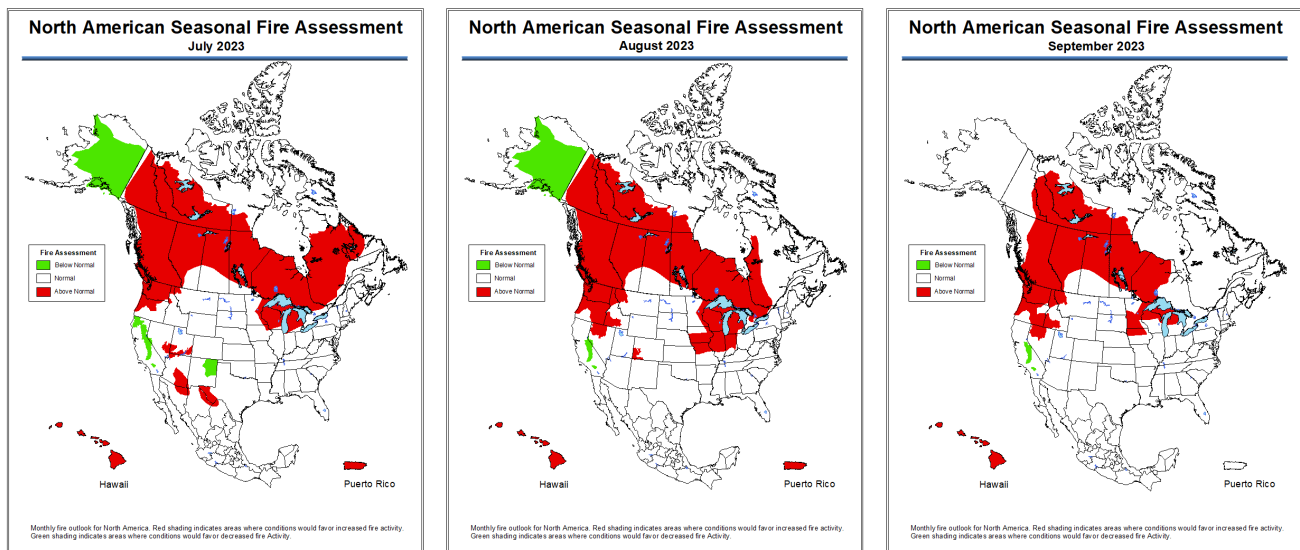 North American Seasonal Fire Assessment
July 2023
Fire Assessment
Below Normal
Normal
Above Normal
Hawaii
Puerto Rico
Monthly fire outlook for North America. Red shading indicates areas where conditions would favor increased fire activity.
Green shading indicates areas where conditions would favor decreased fire Activity.
North American Seasonal Fire Assessment
August 2023
Fire Assessment
Below Normal
Normal
Above Normal
Hawaii
Puerto Rico
Monthly fire outlook for North America. Red shading indicates areas where conditions would favor increased fire activity.
Green shading indicates areas where conditions would favor decreased fire Activity.
North American Seasonal Fire Assessment
September 2023
Fire Assessment
Below Normal
Normal
Above Normal
Hawaii
Puerto Rico
Monthly fire outlook for North America. Red shading indicates areas where conditions would favor increased fire activity.
Green shading indicates areas where conditions would favor decreased fire Activity.